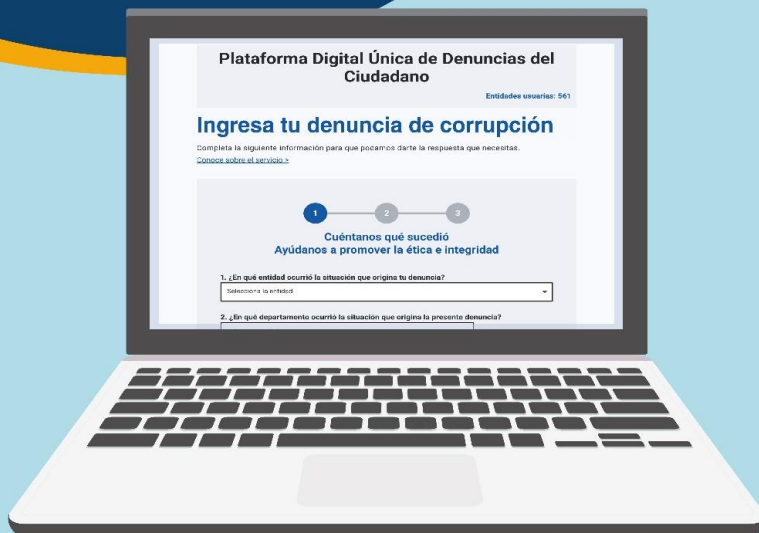 Plataforma Digital Única de Denuncias del
Ciudadano
Entidades usuarias: 561
Ingresa tu denuncia de corrupción
Completa la siguiente información para que podamos darte la respuesta que necesitas.
Conoce sobre el servicio >
1 2 3
Cuéntanos qué sucedió
Ayúdanos a promover la ética e integridad
1. ¿En qué entidad ocurrió la situación que origina tu denuncia?
Selecciona la entidad
2. ¿En qué departamento ocurrió la situación que origina la presente denuncia?